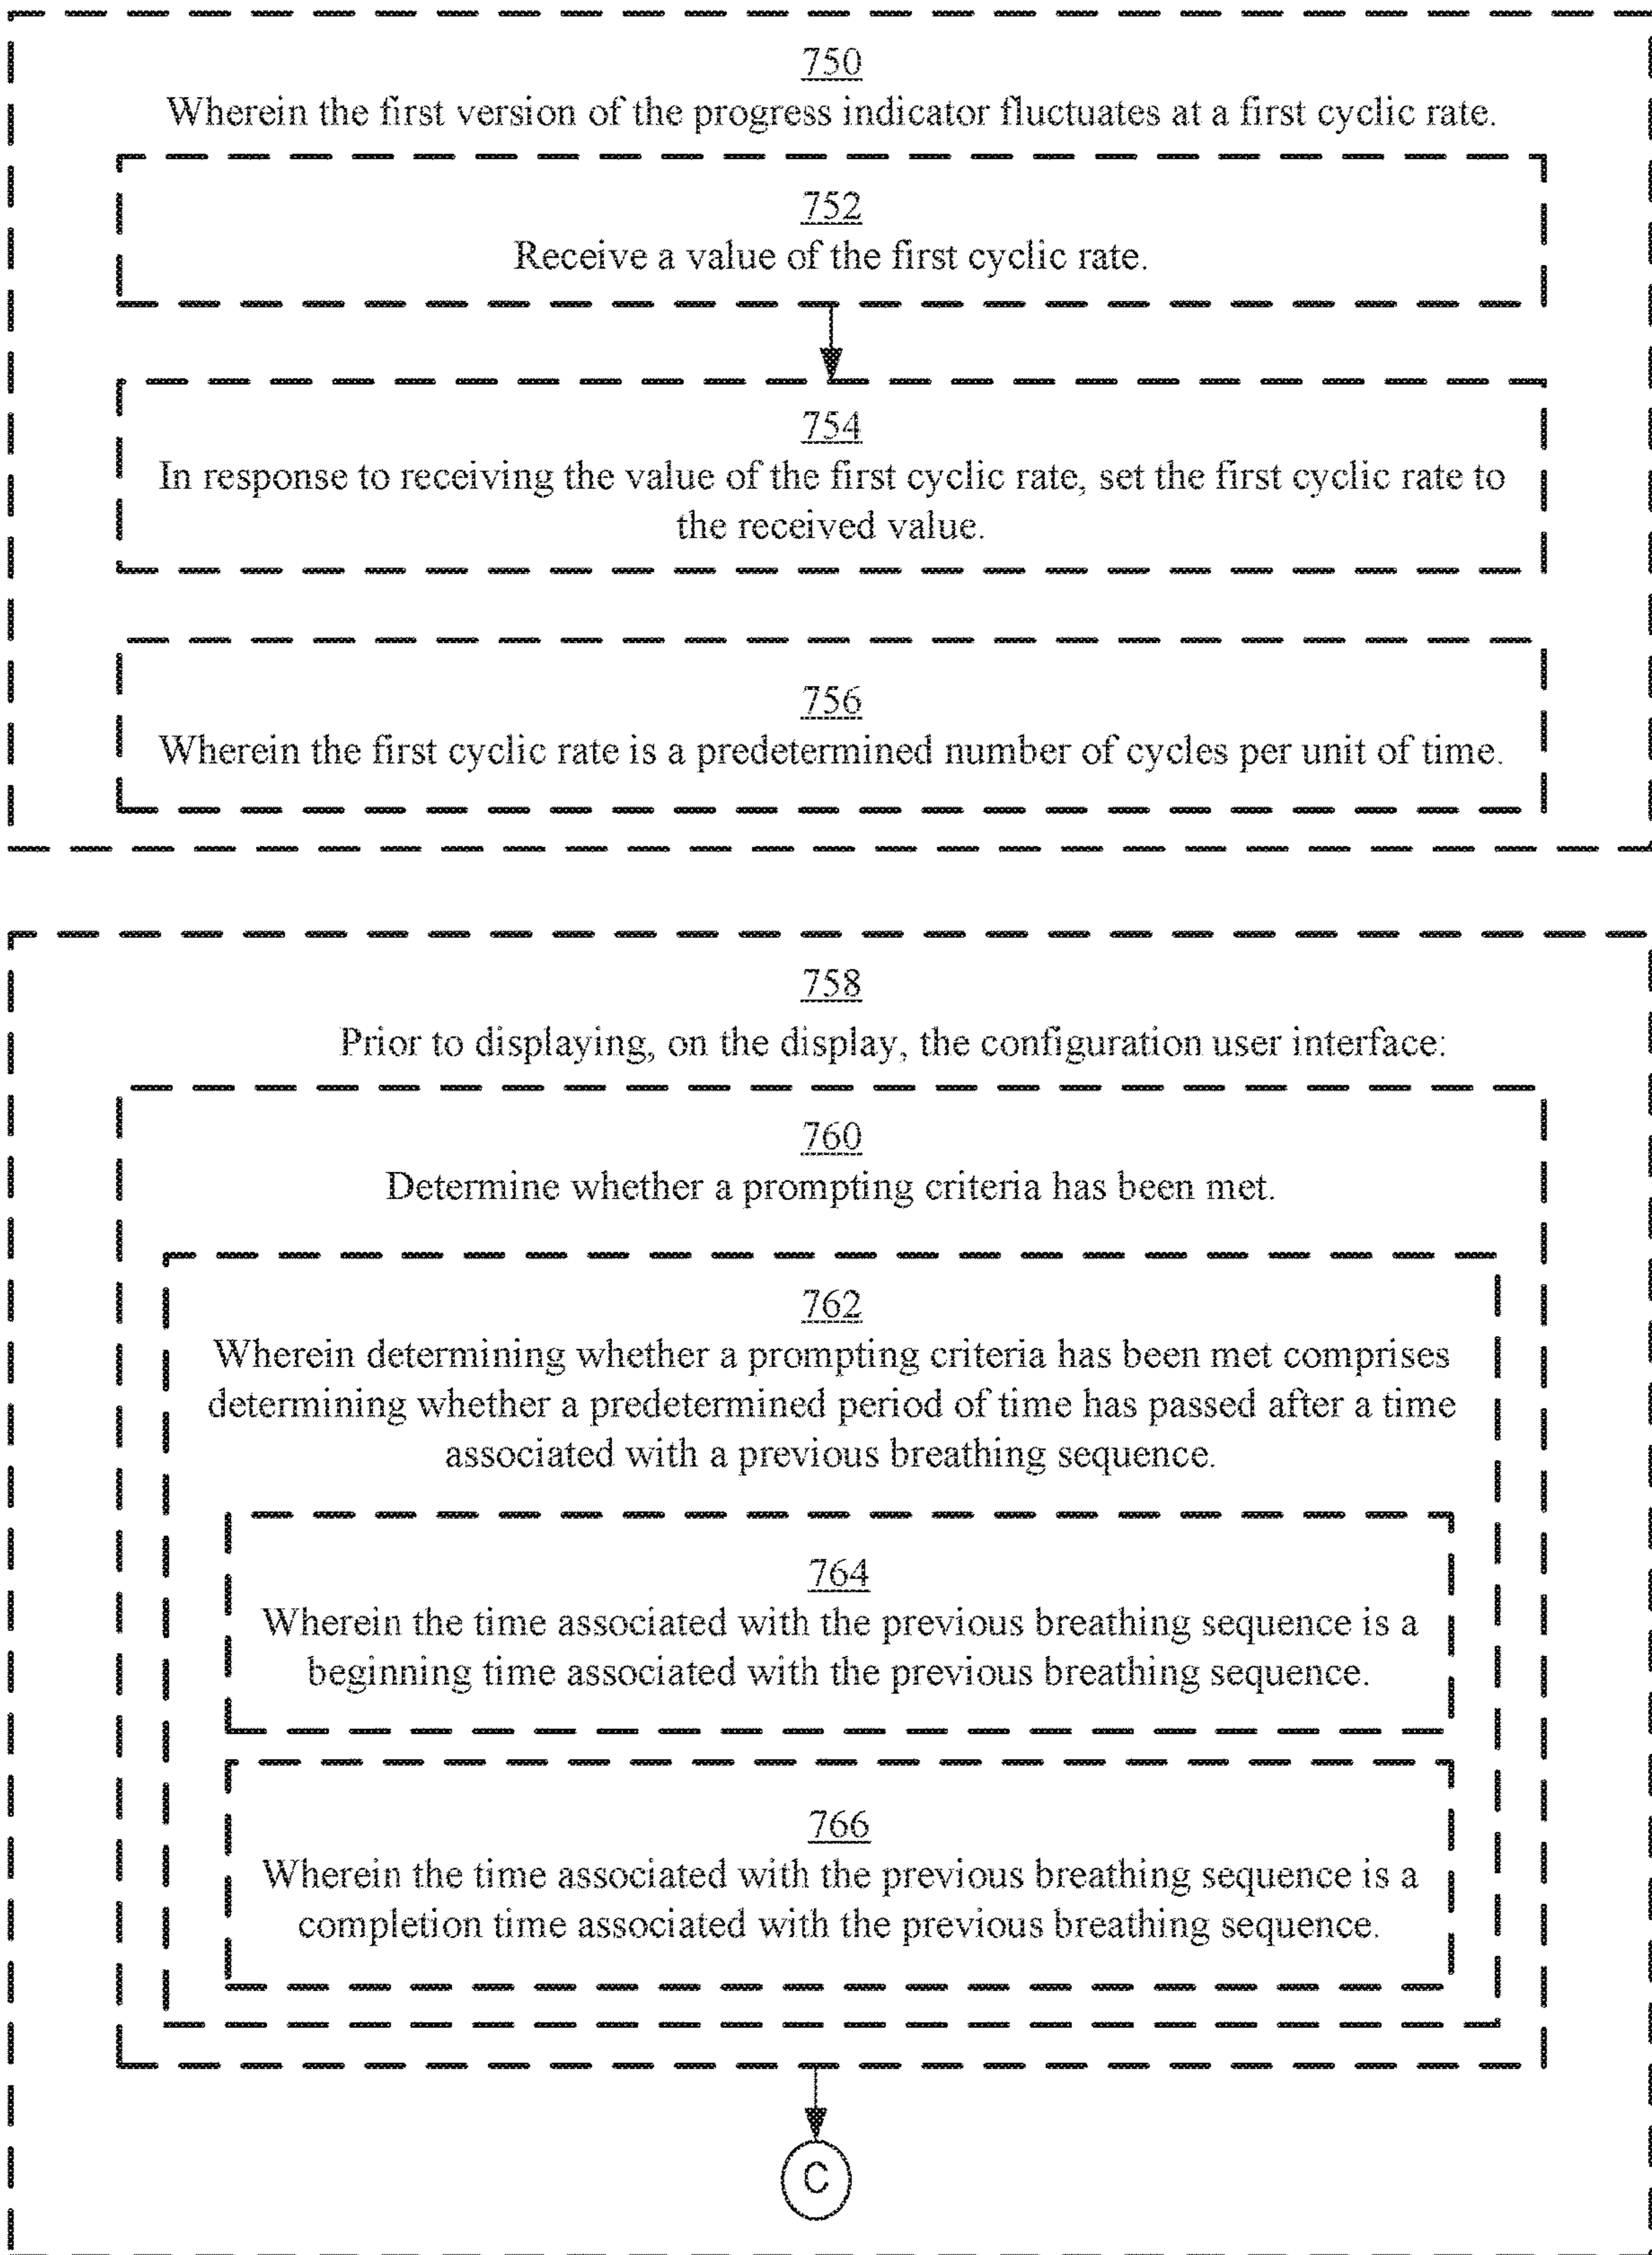 750
Wherein the first version of the progress indicator fluctuates at a first cyclic rate.
752
Receive a value of the first cyclic rate.
754
In response to receiving the value of the first cyclic rate, set the first cyclic rate to
the received value.
756
Wherein the first cyclic rate is a predetermined number of cycles per unit of time.
758
Prior to displaying, on the display, the configuration user interface:
760
Determine whether a prompting criteria has been met.
762
Wherein determining whether a prompting criteria has been met comprises
determining whether a predetermined period of time has passed after a time
associated with a previous breathing sequence.
764
Wherein the time associated with the previous breathing sequence is a
beginning time associated with the previous breathing sequence.
766
Wherein the time associated with the previous breathing sequence is a
completion time associated with the previous breathing sequence.
C